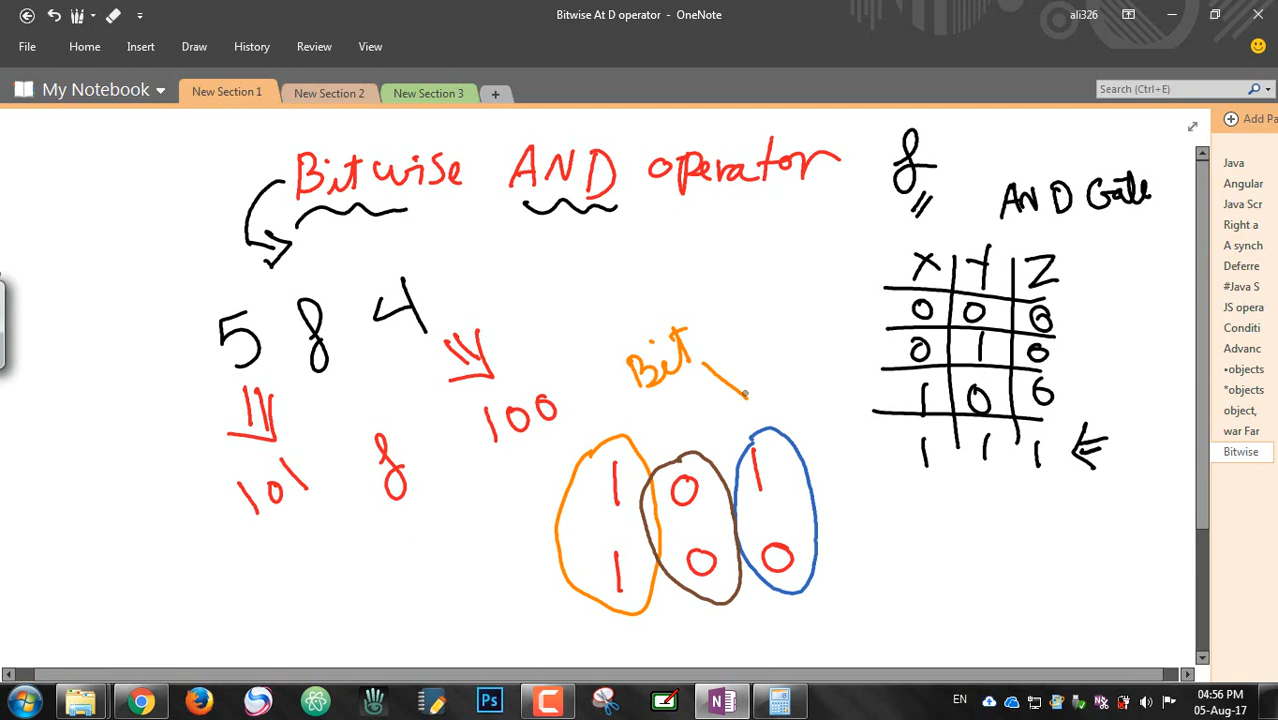 Bitwise At D operator - OneNote
ali326
File Home Insert Draw History Review View
My Notebook
New Section 1
New Section 2
New Section 3
Search (Ctrl+E)
Add Pa
Java
Angular
Java Scr
Right a
A synch
Deferre
#Java S
JS opera
Conditi
Advanc
•objects
*objects
object,
war Far
Bitwise
Bitwise AND operator &
AND Gate
X Y Z
0 0 0
0 1 0
1 0 0
1 1 1
5 & 4
101 & 100
Bit
1 0 1
1 0 0
Ps
EN
04:56 PM
05-Aug-17